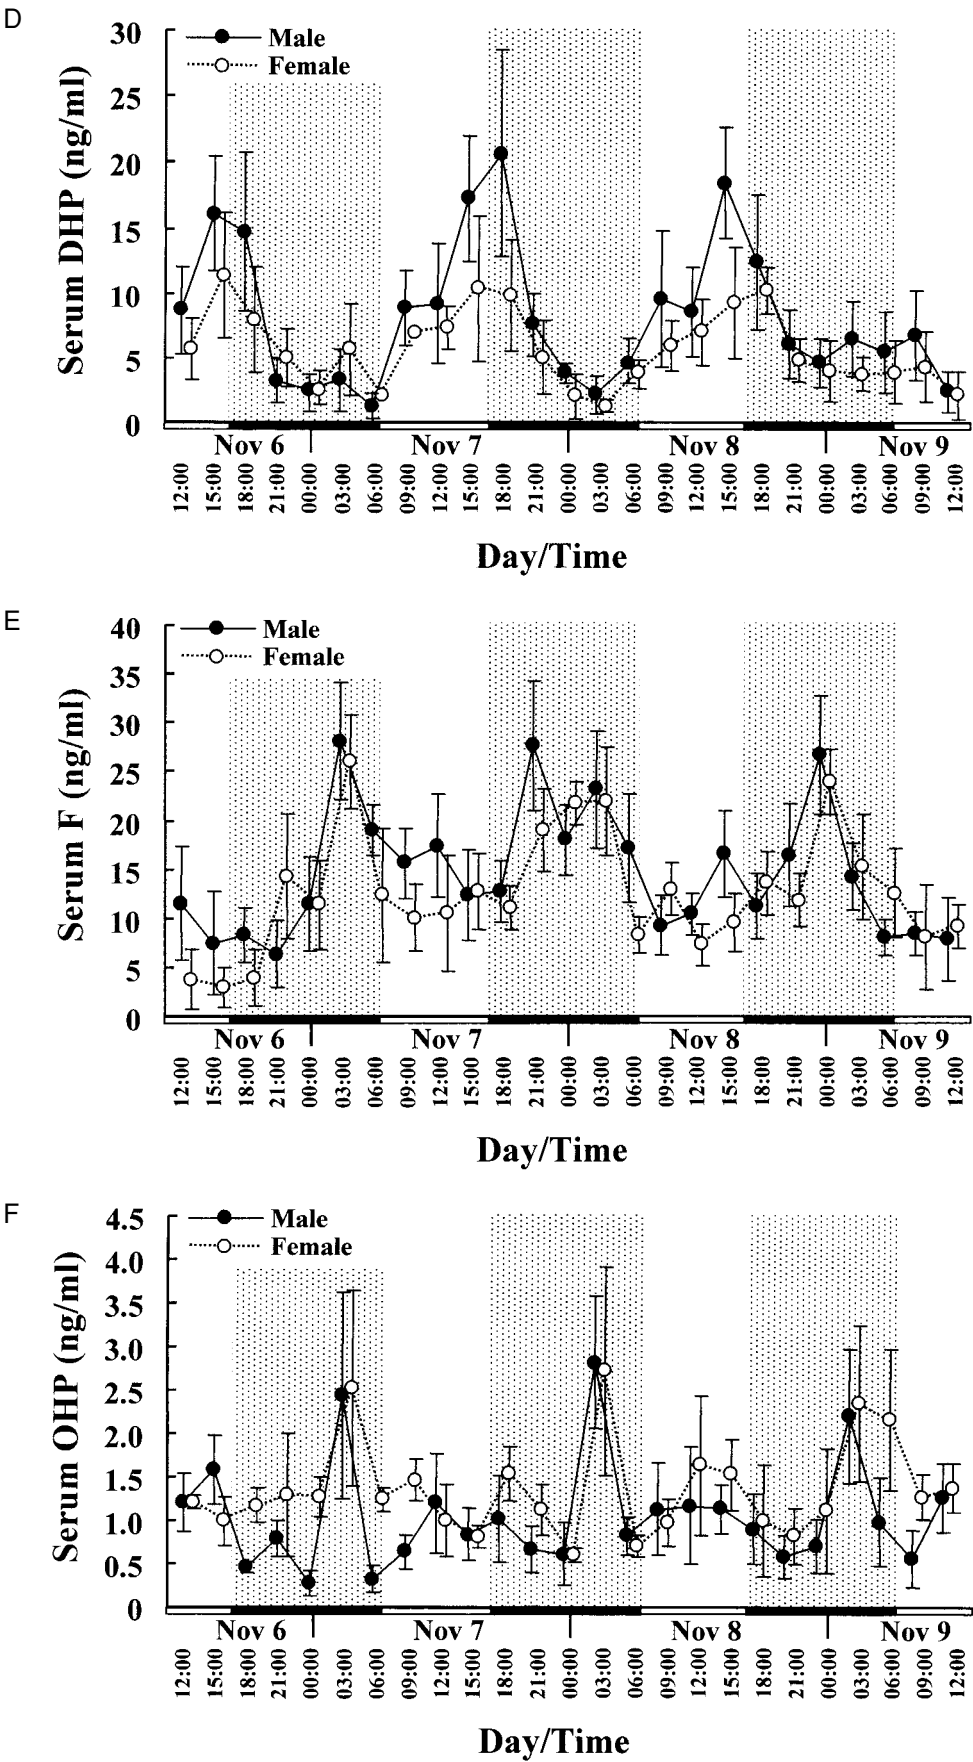 D
30
25
20
15
10
5
0
Serum DHP (ng/ml)
Male
Female
Nov 6 Nov 7 Nov 8 Nov 9
12:00 15:00 18:00 21:00 00:00 03:00 06:00 09:00 12:00 15:00 18:00 21:00 00:00 03:00 06:00 09:00 12:00 15:00 18:00 21:00 00:00 03:00 06:00 09:00 12:00
Day/Time
E
40
35
30
25
20
15
10
5
0
Serum F (ng/ml)
Male
Female
Nov 6 Nov 7 Nov 8 Nov 9
12:00 15:00 18:00 21:00 00:00 03:00 06:00 09:00 12:00 15:00 18:00 21:00 00:00 03:00 06:00 09:00 12:00 15:00 18:00 21:00 00:00 03:00 06:00 09:00 12:00
Day/Time
F
4.5
4.0
3.5
3.0
2.5
2.0
1.5
1.0
0.5
0
Serum OHP (ng/ml)
Male
Female
Nov 6 Nov 7 Nov 8 Nov 9
12:00 15:00 18:00 21:00 00:00 03:00 06:00 09:00 12:00 15:00 18:00 21:00 00:00 03:00 06:00 09:00 12:00 15:00 18:00 21:00 00:00 03:00 06:00 09:00 12:00
Day/Time